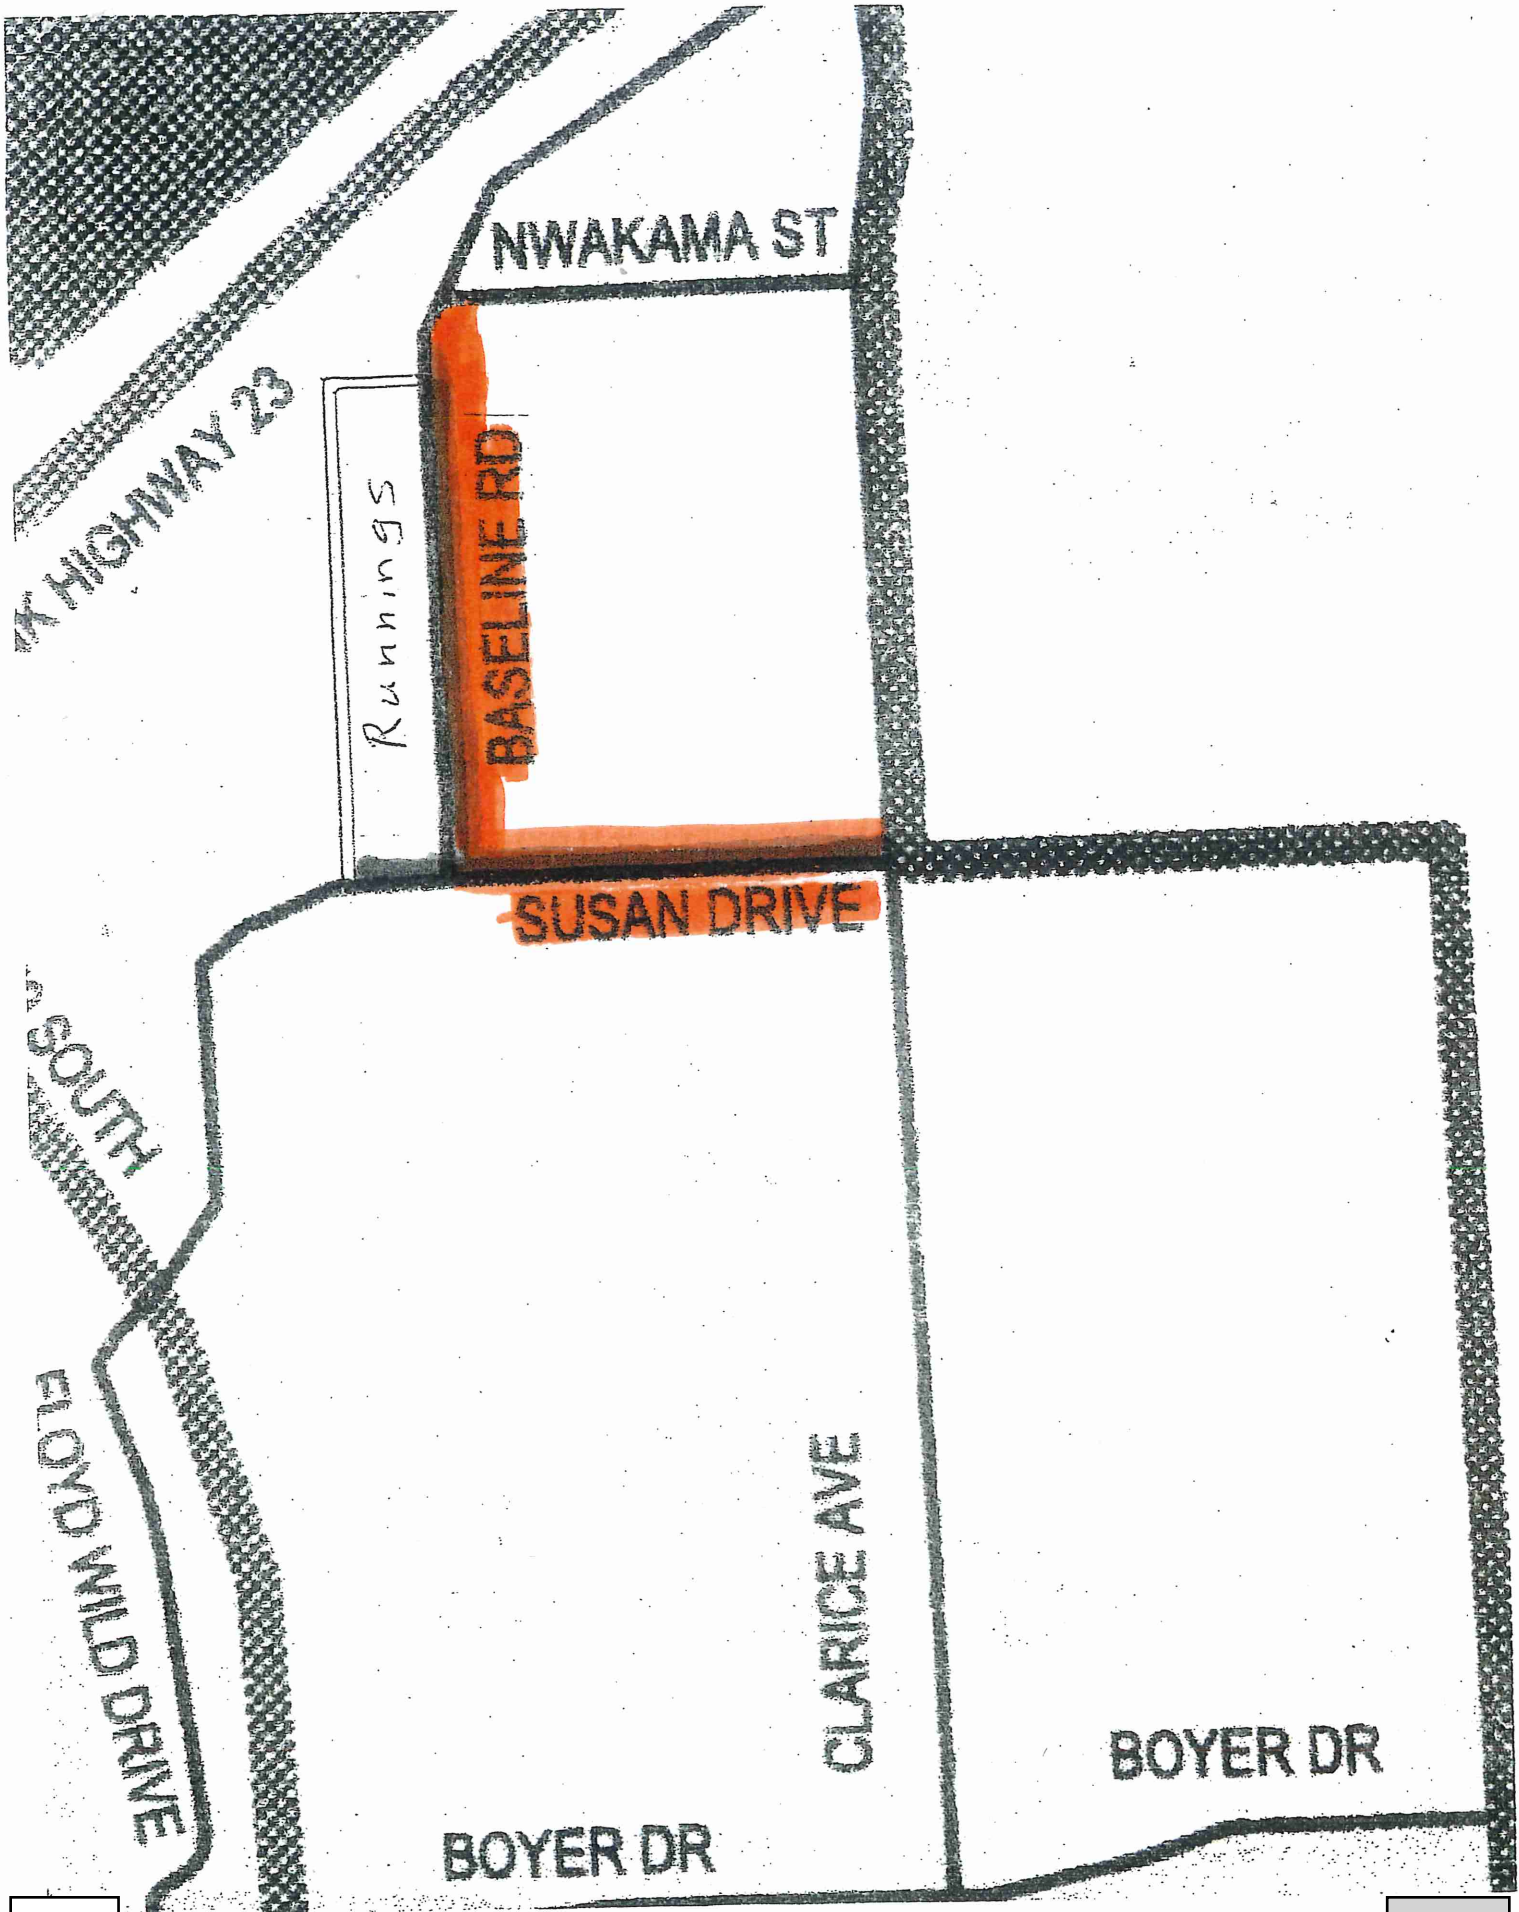 NWAKAMA ST
HIGHWAY 23
Runnings
BASELINE RD
SUSAN DRIVE
SOUTH
FLOYD WILD DRIVE
CLARICE AVE
BOYER DR
BOYER DR